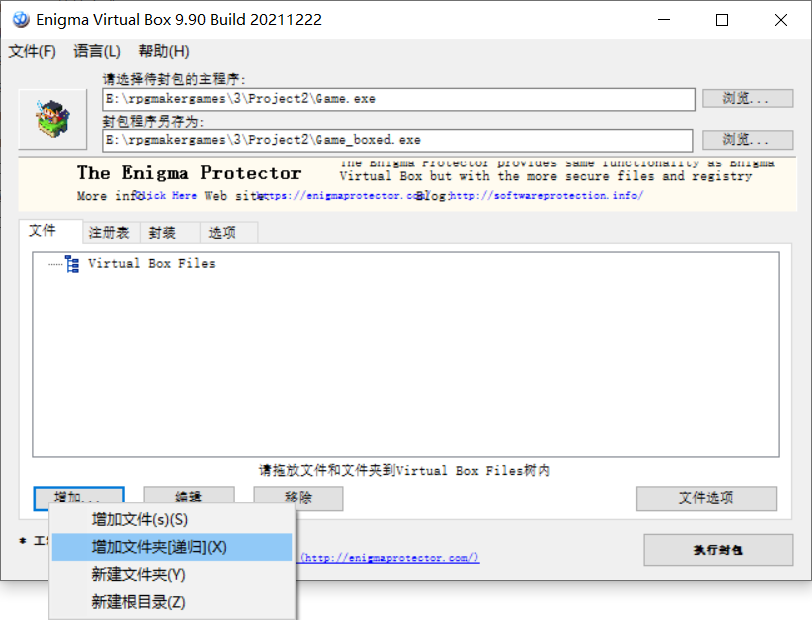 Enigma Virtual Box 9.90 Build 20211222
文件(F) 语言(L) 帮助(H)
请选择待封包的主程序:
E:\rpgmakergames\3\Project2\Game.exe 浏览...
封包程序另存为:
E:\rpgmakergames\3\Project2\Game_boxed.exe 浏览...
The Enigma Protector
The Enigma Protector provides same functionality as Enigma
Virtual Box but with the more secure files and registry
More info: Click Here Web site: https://enigmaprotector.com/ Blog: http://softwareprotection.info/
文件 注册表 封装 选项
Virtual Box Files
请拖放文件和文件夹到Virtual Box Files树内
增加... 编辑 移除 文件选项
增加文件(s)(S)
* 工
增加文件夹[递归](X)
(http://enigmaprotector.com/)
执行封包
新建文件夹(Y)
新建根目录(Z)